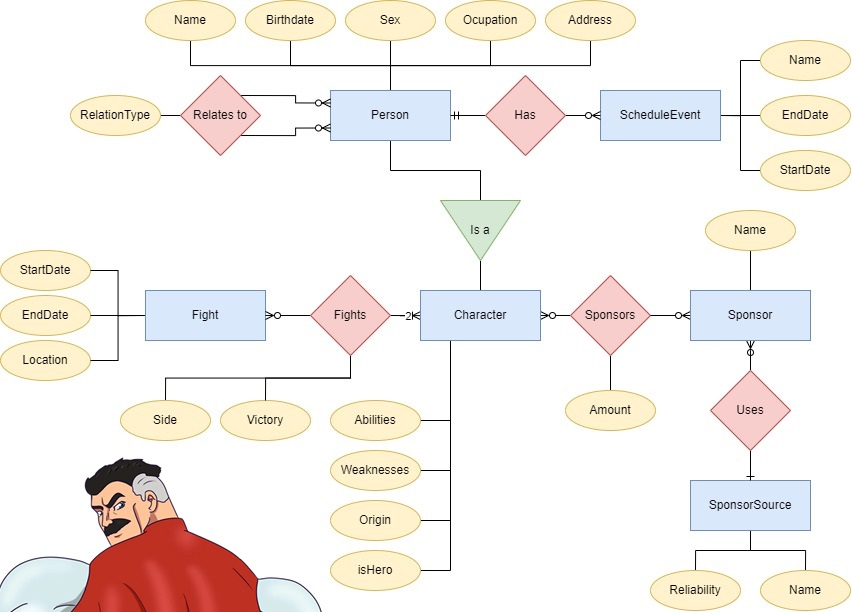 Name
Birthdate
Sex
Ocupation
Address
RelationType
Relates to
Person
Has
ScheduleEvent
Name
EndDate
StartDate
Is a
Name
StartDate
EndDate
Location
Fight
Fights
2
Character
Sponsors
Sponsor
Side
Victory
Abilities
Weaknesses
Origin
isHero
Amount
Uses
SponsorSource
Reliability
Name